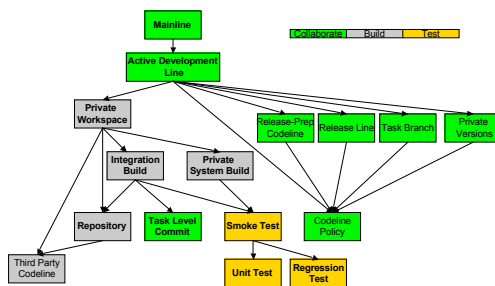 Mainline
Collaborate Build Test
Active Development
Line
Private
Workspace
Release-Prep
Codeline
Release Line
Task Branch
Private
Versions
Integration
Build
Private
System Build
Repository
Task Level
Commit
Smoke Test
Codeline
Policy
Third Party
Codeline
Unit Test
Regression
Test